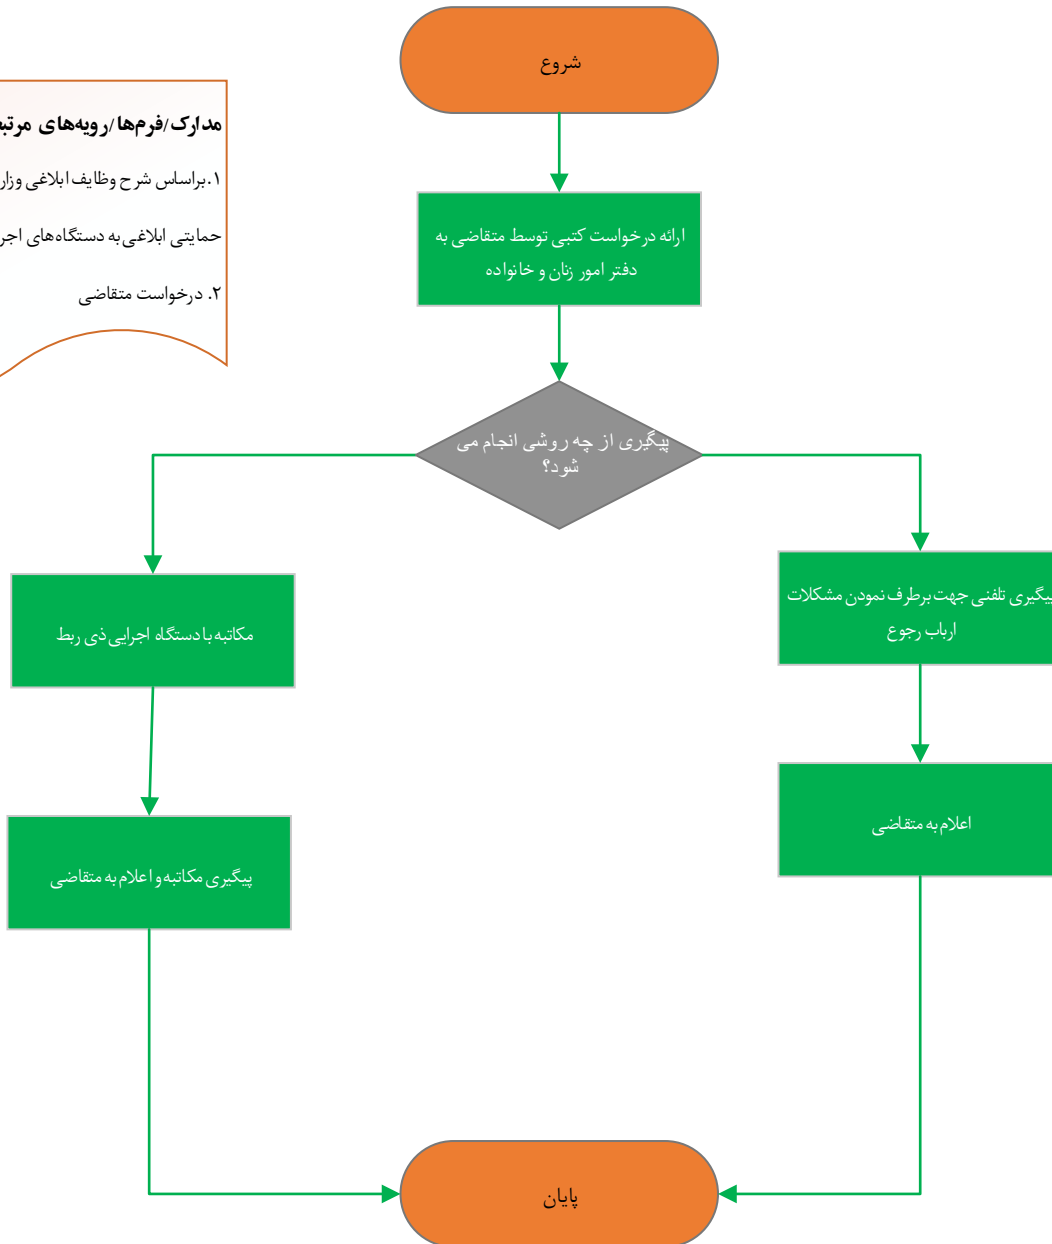 شروع
مدارک/فرم‌ها/رویه‌های
۱.براساس شرح وظایف ابلاغی
حمایتی ابلاغی به دستگاه‌های
۲. درخواست متقاضی
ارائه درخواست کتبی توسط متقاضی به
دفتر امور زنان و خانواده
پیگیری از چه روشی انجام می
شود؟
پیگیری تلفنی جهت برطرف نمودن مشکلات
ارباب رجوع
مکاتبه با دستگاه اجرایی ذی ربط
اعلام به متقاضی
پیگیری مکاتبه و اعلام به متقاضی
پایان